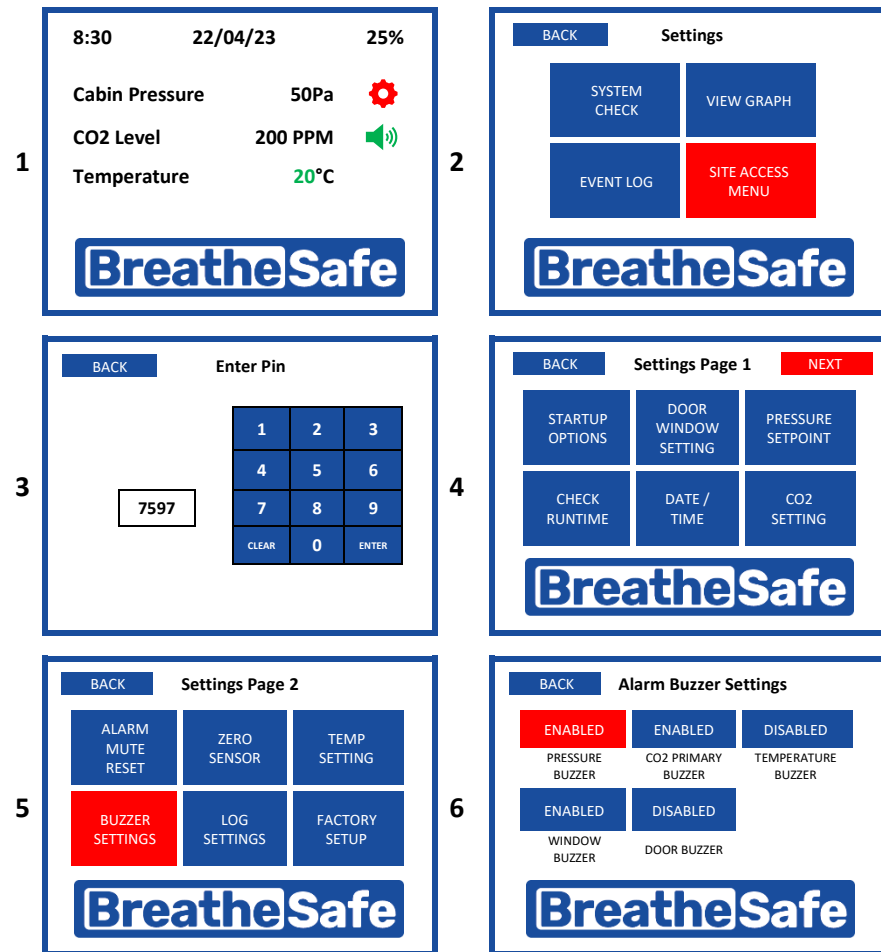 1
8:30 22/04/23 25%
Cabin Pressure 50Pa
CO2 Level 200 PPM
Temperature 20°C
BreatheSafe
2
BACK Settings
SYSTEM
CHECK
VIEW GRAPH
EVENT LOG
SITE ACCESS
MENU
BreatheSafe
3
BACK Enter Pin
7597
1 2 3
4 5 6
7 8 9
CLEAR 0 ENTER
4
BACK Settings Page 1 NEXT
STARTUP
OPTIONS
DOOR
WINDOW
SETTING
PRESSURE
SETPOINT
CHECK
RUNTIME
DATE /
TIME
CO2
SETTING
BreatheSafe
5
BACK Settings Page 2
ALARM
MUTE
RESET
ZERO
SENSOR
TEMP
SETTING
BUZZER
SETTINGS
LOG
SETTINGS
FACTORY
SETUP
BreatheSafe
6
BACK Alarm Buzzer Settings
ENABLED
PRESSURE
BUZZER
ENABLED
CO2 PRIMARY
BUZZER
DISABLED
TEMPERATURE
BUZZER
ENABLED
WINDOW
BUZZER
DISABLED
DOOR BUZZER
BreatheSafe